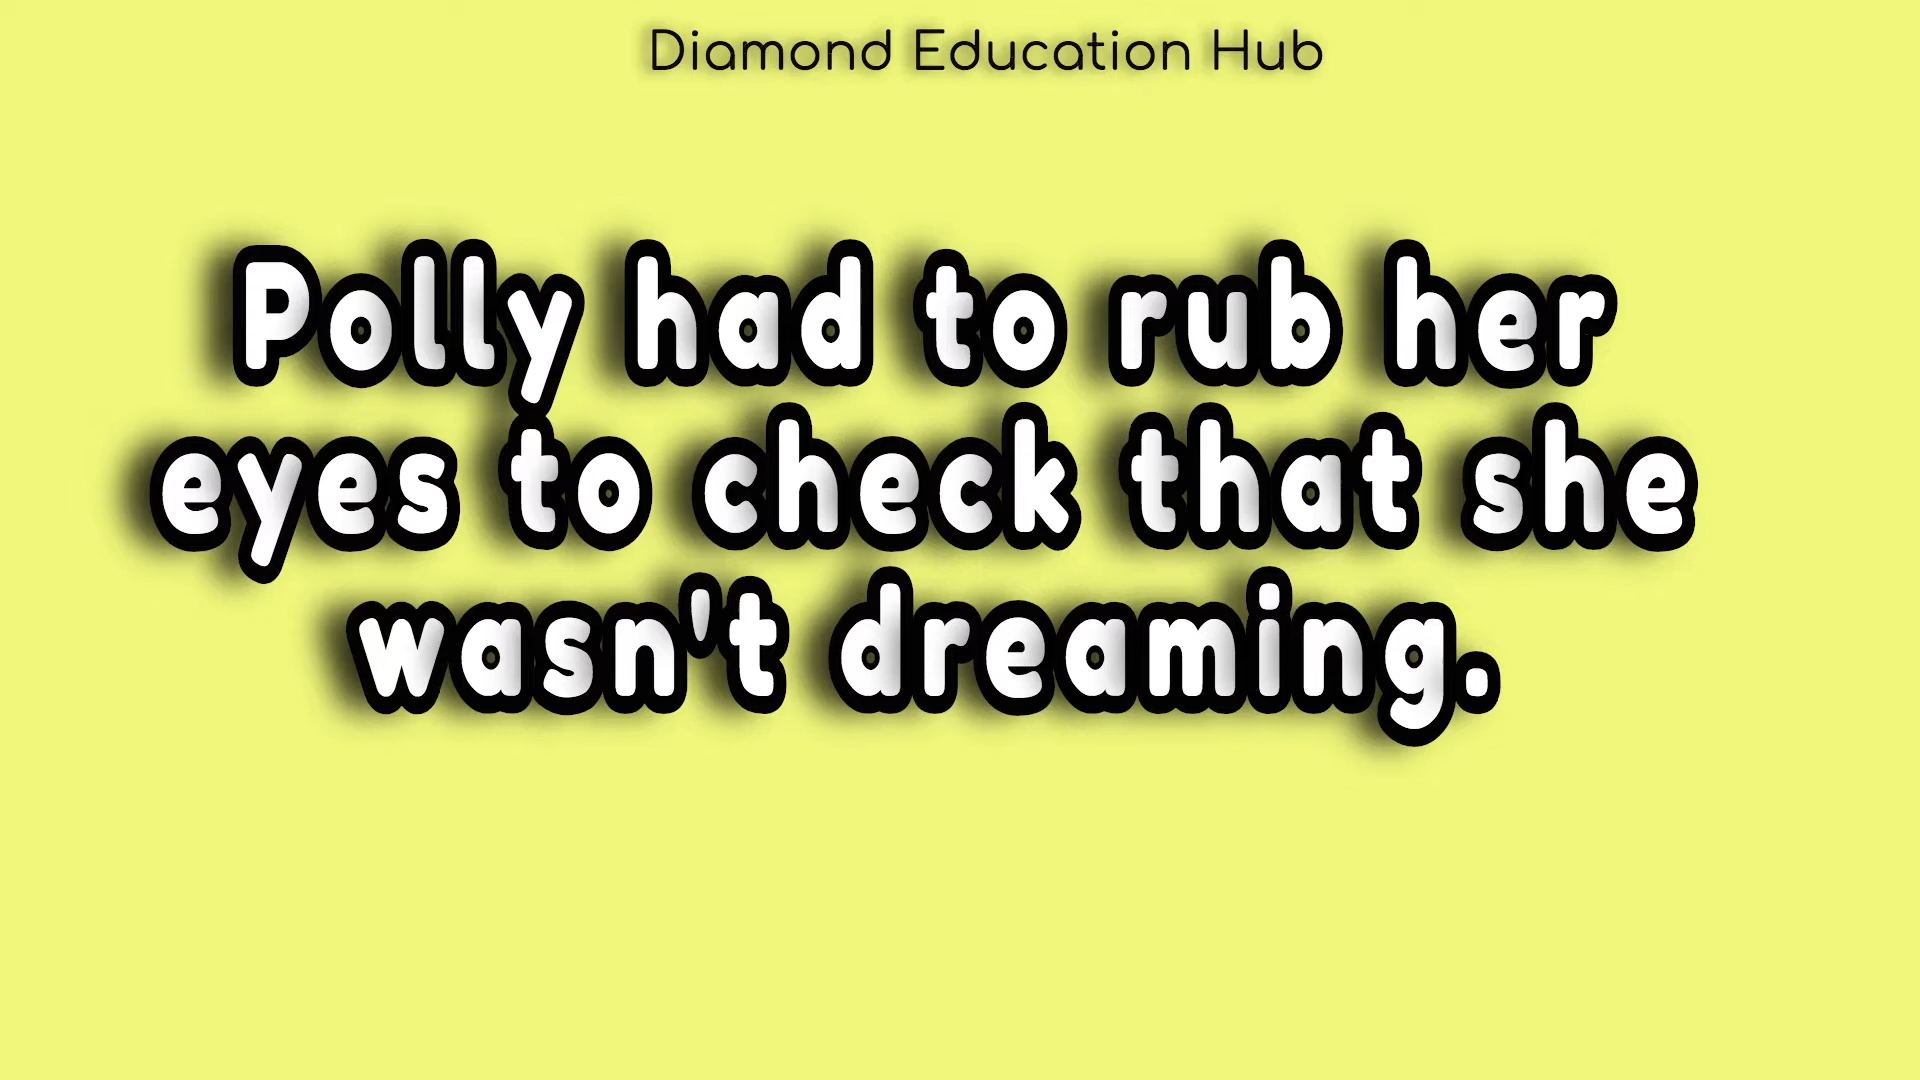 Diamond Education Hub
Polly had to rub her
eyes to check that she
wasn't dreaming.